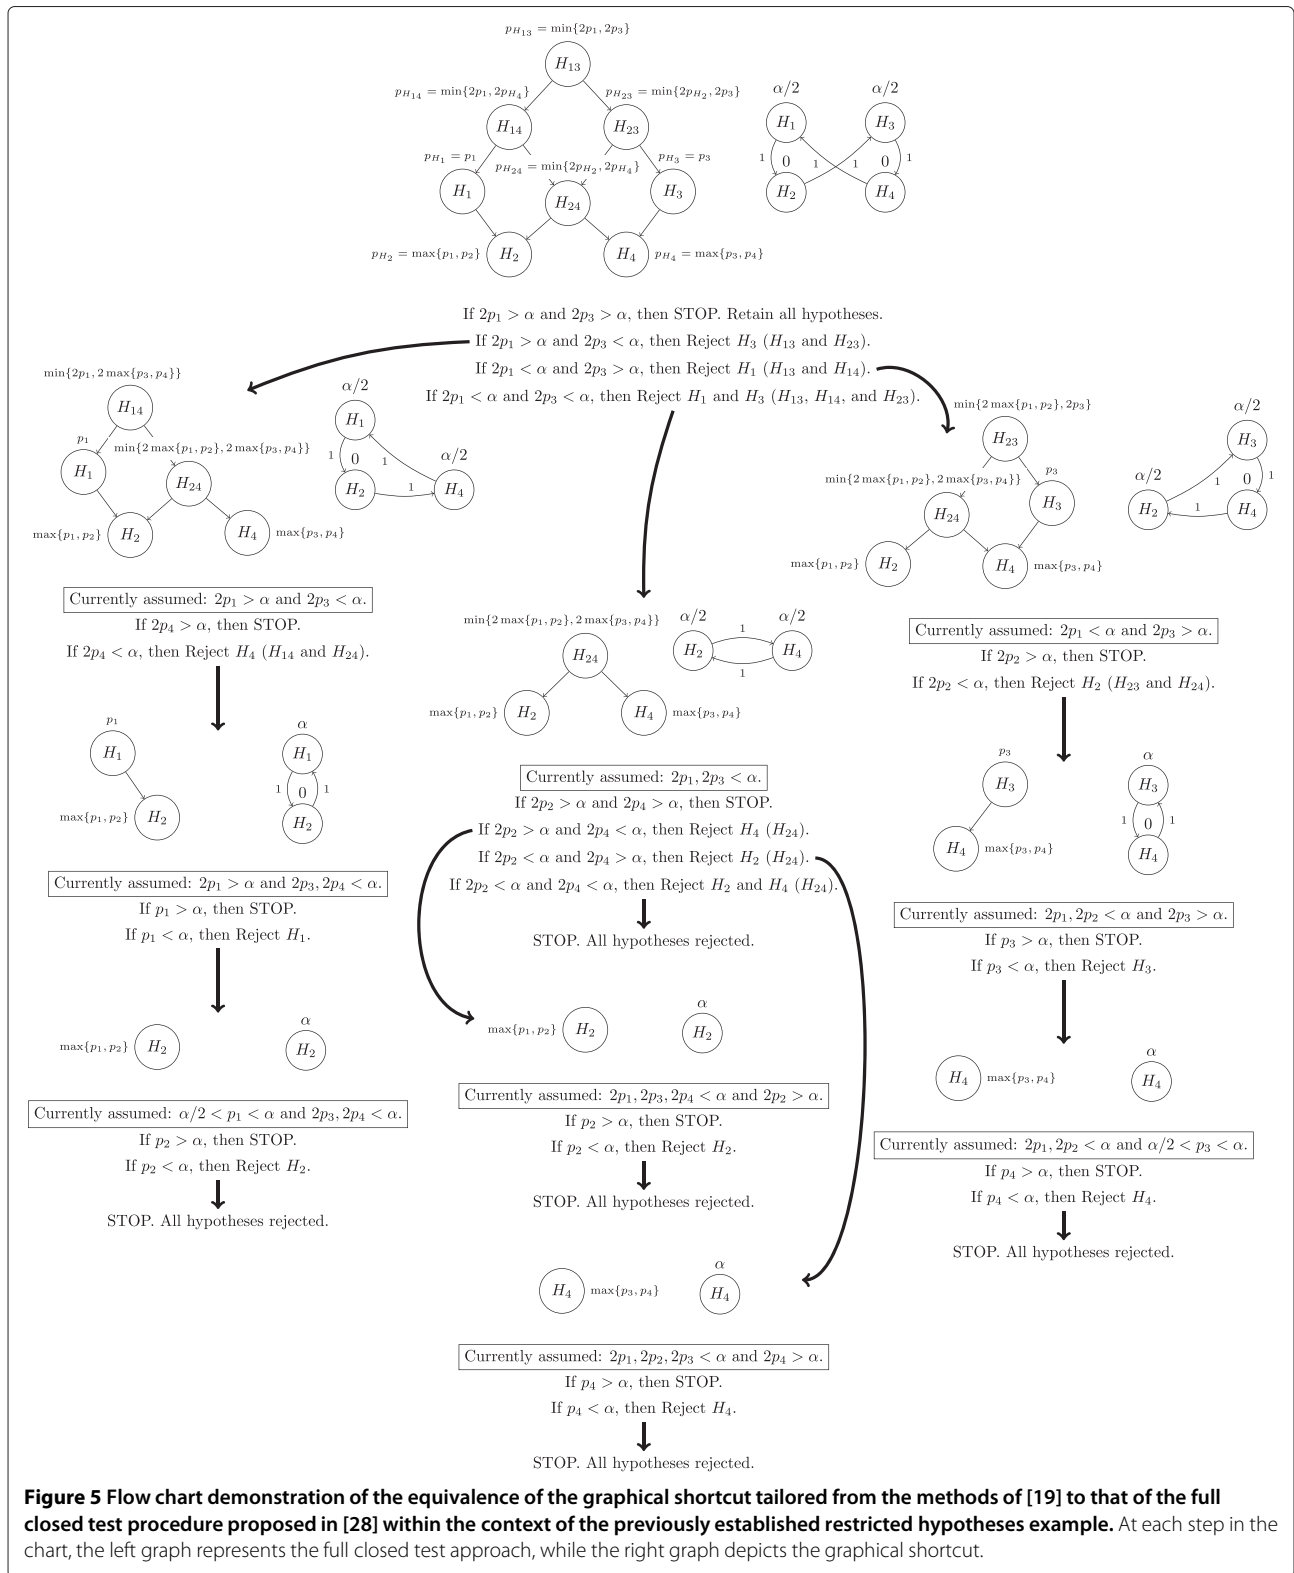 p_{H_{13}} = min{2p_1, 2p_3}
H_{13}
p_{H_{14}} = min{2p_1, 2p_{H_4}}
p_{H_{23}} = min{2p_{H_2}, 2p_3}
H_{14}
H_{23}
p_{H_1} = p_1
p_{H_{24}} = min{2p_{H_2}, 2p_{H_4}}
p_{H_3} = p_3
H_1
H_{24}
H_3
p_{H_2} = max{p_1, p_2}
H_2
H_4
p_{H_4} = max{p_3, p_4}
α/2 α/2
H_1 H_3
1 0 1 1 0 1
H_2 H_4
If 2p_1 > α and 2p_3 > α, then STOP. Retain all hypotheses.
If 2p_1 > α and 2p_3 < α, then Reject H_3 (H_{13} and H_{23}).
If 2p_1 < α and 2p_3 > α, then Reject H_1 (H_{13} and H_{14}).
If 2p_1 < α and 2p_3 < α, then Reject H_1 and H_3 (H_{13}, H_{14}, and H_{23}).
min{2p_1, 2 max{p_3, p_4}}
H_{14}
p_1
min{2 max{p_1, p_2}, 2 max{p_3, p_4}}
H_1
H_{24}
max{p_1, p_2}
H_2
H_4
max{p_3, p_4}
α/2
H_1
α/2
1 0 1
H_2
1
H_4
Currently assumed: 2p_1 > α and 2p_3 < α.
If 2p_4 > α, then STOP.
If 2p_4 < α, then Reject H_4 (H_{14} and H_{24}).
p_1
H_1
max{p_1, p_2}
H_2
α
H_1
1 0 1
H_2
Currently assumed: 2p_1 > α and 2p_3, 2p_4 < α.
If p_1 > α, then STOP.
If p_1 < α, then Reject H_1.
max{p_1, p_2}
H_2
α
H_2
Currently assumed: α/2 < p_1 < α and 2p_3, 2p_4 < α.
If p_2 > α, then STOP.
If p_2 < α, then Reject H_2.
STOP. All hypotheses rejected.
min{2 max{p_1, p_2}, 2 max{p_3, p_4}}
H_{24}
max{p_1, p_2}
H_2
H_4
max{p_3, p_4}
α/2 α/2
1
H_2 H_4
1
Currently assumed: 2p_1, 2p_3 < α.
If 2p_2 > α and 2p_4 > α, then STOP.
If 2p_2 > α and 2p_4 < α, then Reject H_4 (H_{24}).
If 2p_2 < α and 2p_4 > α, then Reject H_2 (H_{24}).
If 2p_2 < α and 2p_4 < α, then Reject H_2 and H_4 (H_{24}).
STOP. All hypotheses rejected.
max{p_1, p_2}
H_2
α
H_2
Currently assumed: 2p_1, 2p_3, 2p_4 < α and 2p_2 > α.
If p_2 > α, then STOP.
If p_2 < α, then Reject H_2.
STOP. All hypotheses rejected.
H_4
max{p_3, p_4}
α
H_4
Currently assumed: 2p_1, 2p_2, 2p_3 < α and 2p_4 > α.
If p_4 > α, then STOP.
If p_4 < α, then Reject H_4.
STOP. All hypotheses rejected.
min{2 max{p_1, p_2}, 2p_3}
H_{23}
p_3
min{2 max{p_1, p_2}, 2 max{p_3, p_4}}
H_{24}
H_3
max{p_1, p_2}
H_2
H_4
max{p_3, p_4}
α/2
H_3
α/2
1 0 1
H_2
1
H_4
Currently assumed: 2p_1 < α and 2p_3 > α.
If 2p_2 > α, then STOP.
If 2p_2 < α, then Reject H_2 (H_{23} and H_{24}).
p_3
H_3
H_4
max{p_3, p_4}
α
H_3
1 0 1
H_4
Currently assumed: 2p_1, 2p_2 < α and 2p_3 > α.
If p_3 > α, then STOP.
If p_3 < α, then Reject H_3.
H_4
max{p_3, p_4}
α
H_4
Currently assumed: 2p_1, 2p_2 < α and α/2 < p_3 < α.
If p_4 > α, then STOP.
If p_4 < α, then Reject H_4.
STOP. All hypotheses rejected.
Figure 5 Flow chart demonstration of the equivalence of the graphical shortcut tailored from the methods of [19] to that of the full
closed test procedure proposed in [28] within the context of the previously established restricted hypotheses example. At each step in the
chart, the left graph represents the full closed test approach, while the right graph depicts the graphical shortcut.